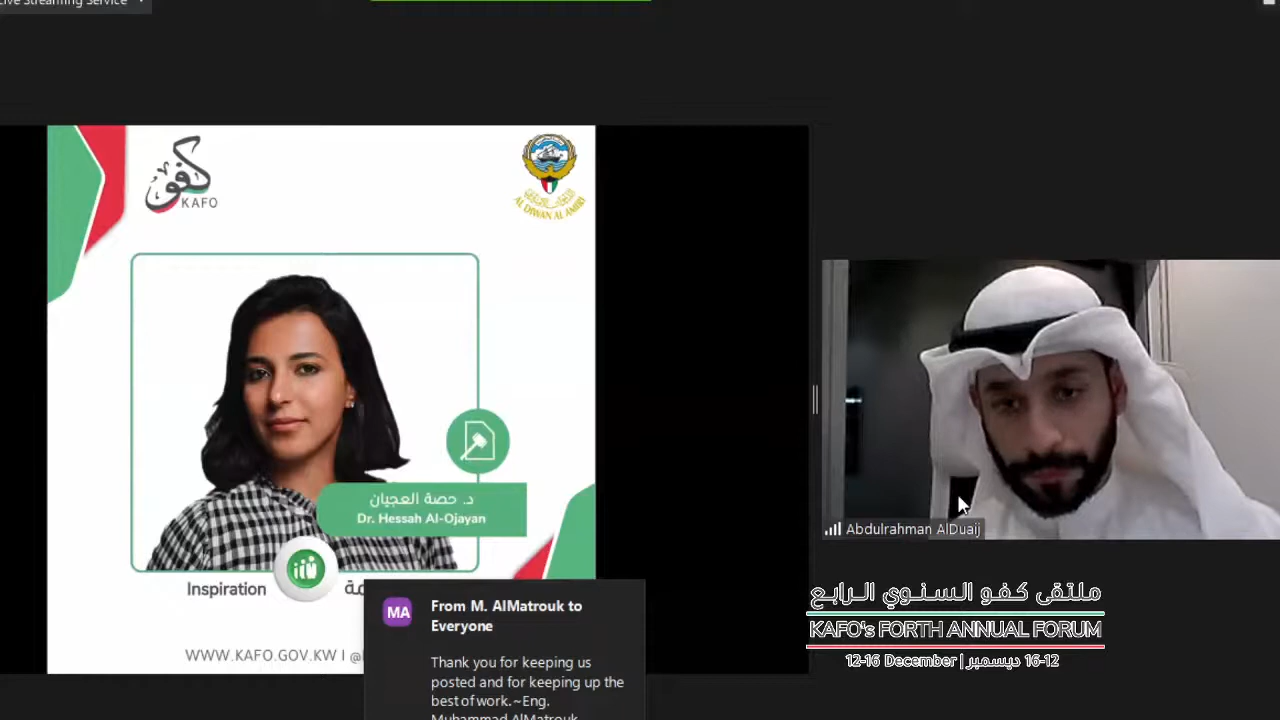 Live Streaming Service
كفو
KAFO
AL DIWAN AL AMIRI
د. حصة العجيان
Dr. Hessah Al-Ojayan
Inspiration
WWW.KAFO.GOV.KW I @
MA
From M. AlMatrouk to
Everyone
Thank you for keeping us
posted and for keeping up the
best of work.~Eng.
Muhammad AlMatrouk
Abdulrahman AlDuaij
ملتقى كفو السنوي الرابع
KAFO's FORTH ANNUAL FORUM
12-16 December | ديسمبر 16-12